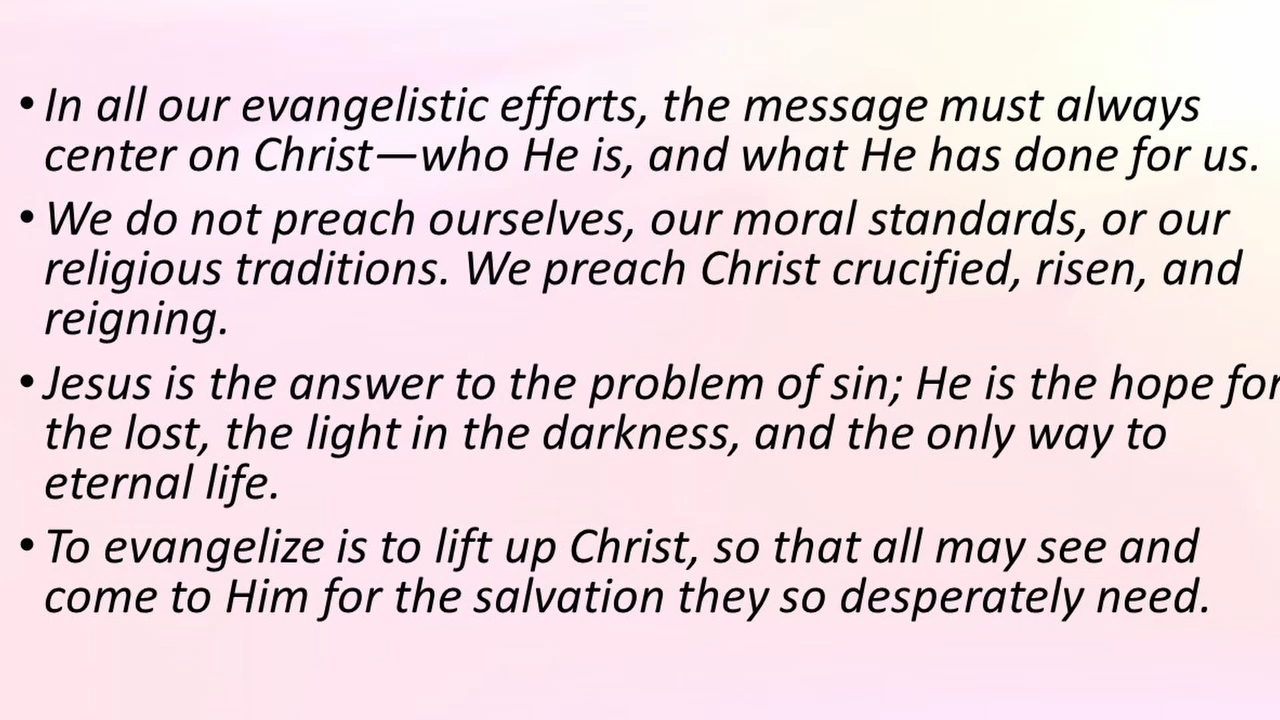 • In all our evangelistic efforts, the message must always
center on Christ—who He is, and what He has done for us.
• We do not preach ourselves, our moral standards, or our
religious traditions. We preach Christ crucified, risen, and
reigning.
• Jesus is the answer to the problem of sin; He is the hope for
the lost, the light in the darkness, and the only way to
eternal life.
• To evangelize is to lift up Christ, so that all may see and
come to Him for the salvation they so desperately need.